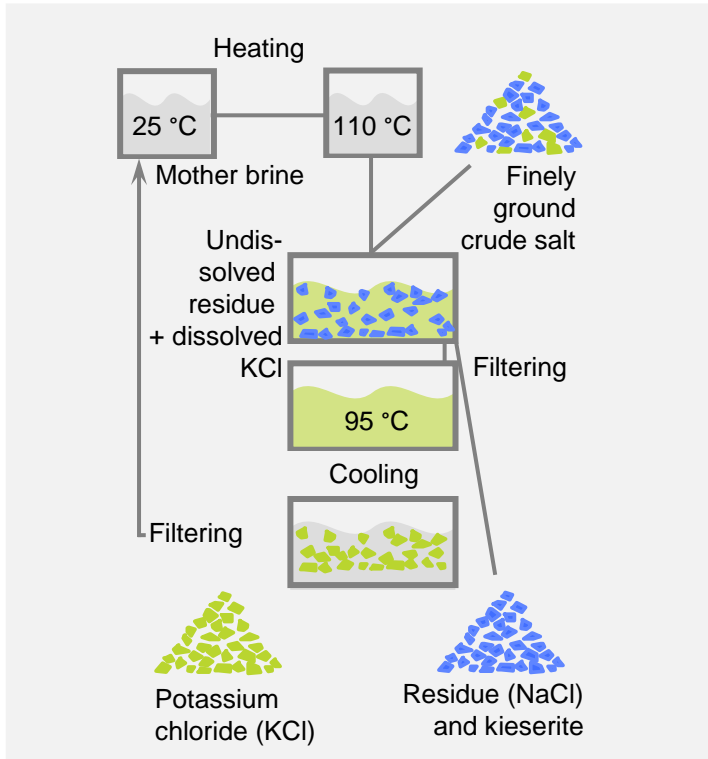 Heating
25 °C
110 °C
Mother brine
Finely
ground
crude salt
Undis-
solved
residue
+ dissolved
KCl
Filtering
95 °C
Cooling
Filtering
Potassium
chloride (KCl)
Residue (NaCl)
and kieserite